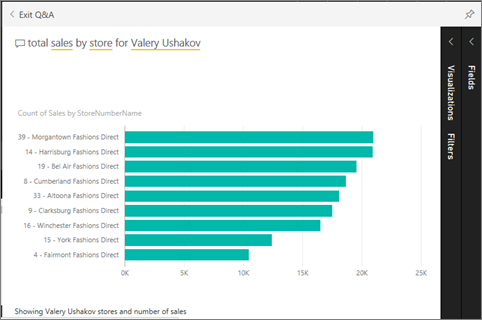 Exit Q&A
total sales by store for Valery Ushakov
Visualizations
Filters
Fields
Count of Sales by StoreNumberName
39 - Morgantown Fashions Direct
14 - Harrisburg Fashions Direct
19 - Bel Air Fashions Direct
8 - Cumberland Fashions Direct
33 - Altoona Fashions Direct
9 - Clarksburg Fashions Direct
16 - Winchester Fashions Direct
15 - York Fashions Direct
4 - Fairmont Fashions Direct
0K 5K 10K 15K 20K 25K
Showing Valery Ushakov stores and number of sales